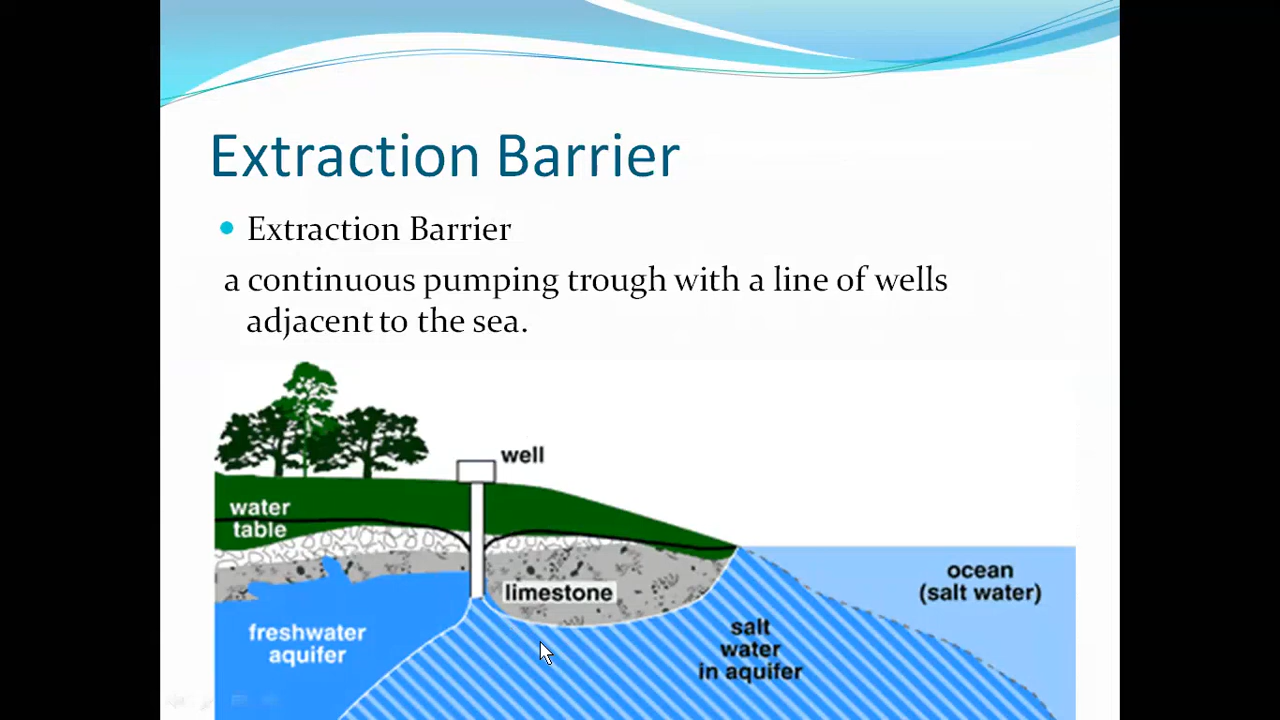 Extraction Barrier
Extraction Barrier
a continuous pumping trough with a line of wells
adjacent to the sea.
well
water
table
limestone
ocean
(salt water)
freshwater
aquifer
salt
water
in aquifer